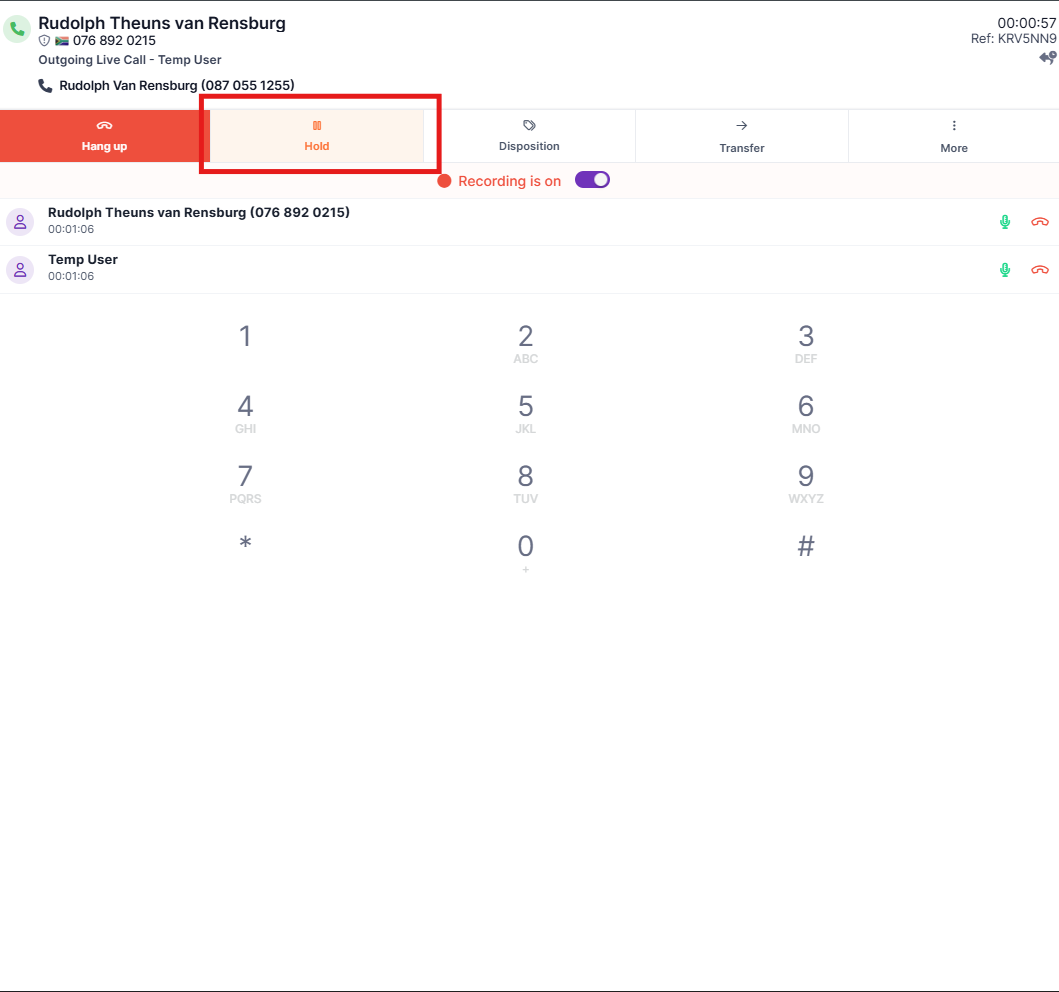 Rudolph Theuns van Rensburg
00:00:57
076 892 0215
Ref: KRV5NN9
Outgoing Live Call - Temp User
Rudolph Van Rensburg (087 055 1255)
Hang up
Hold
Disposition
Transfer
More
Recording is on
Rudolph Theuns van Rensburg (076 892 0215)
00:01:06
Temp User
00:01:06
1 2 3
ABC DEF
4 5 6
GHI JKL MNO
7 8 9
PQRS TUV WXYZ
* 0 #
+